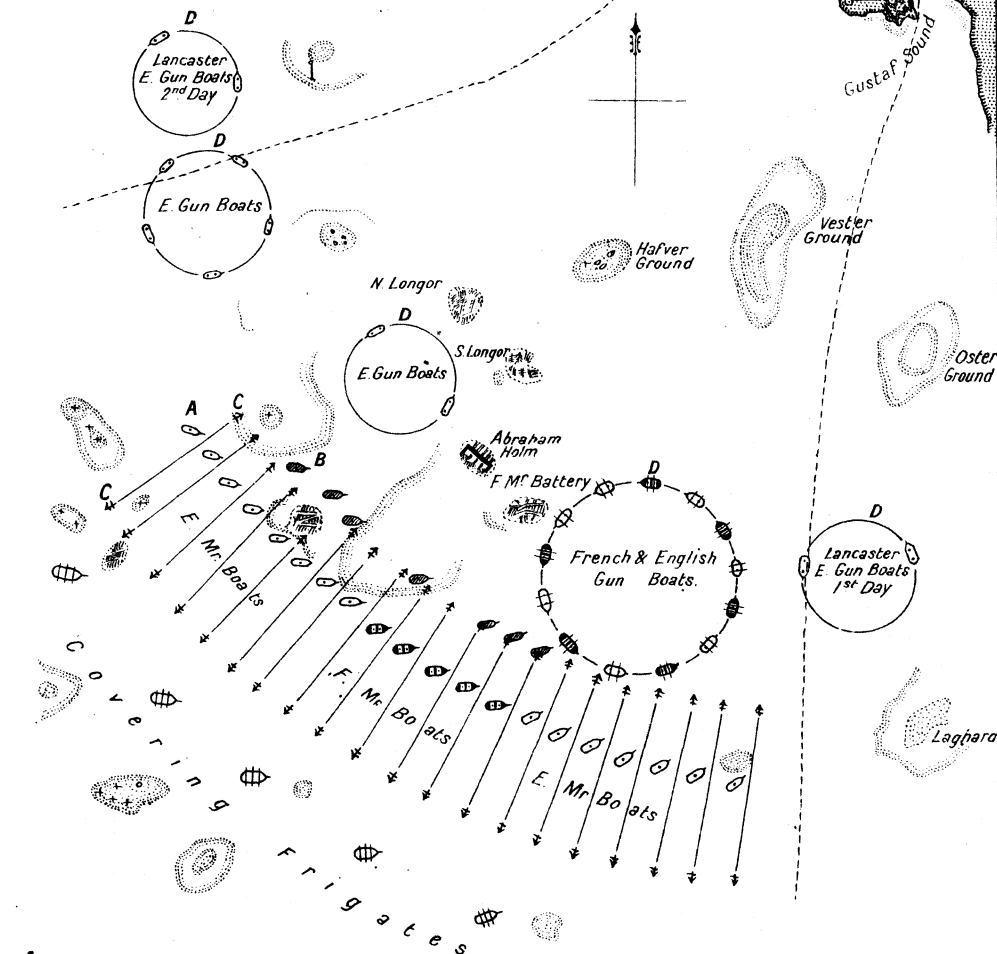 D
Lancaster
E. Gun Boats
2nd Day
D
E. Gun Boats
Gustaf Sound
Vester
Ground
Hafver
Ground
N. Longor
D
E. Gun Boats
S. Longor
Oster
Ground
A
C
C
B
Abraham
Holm
F. Mr Battery
D
French & English
Gun Boats.
D
Lancaster
E. Gun Boats
1st Day
E. Mr Boats
F. Mr Boats
E. Mr Boats
Laghara
Covering Frigates